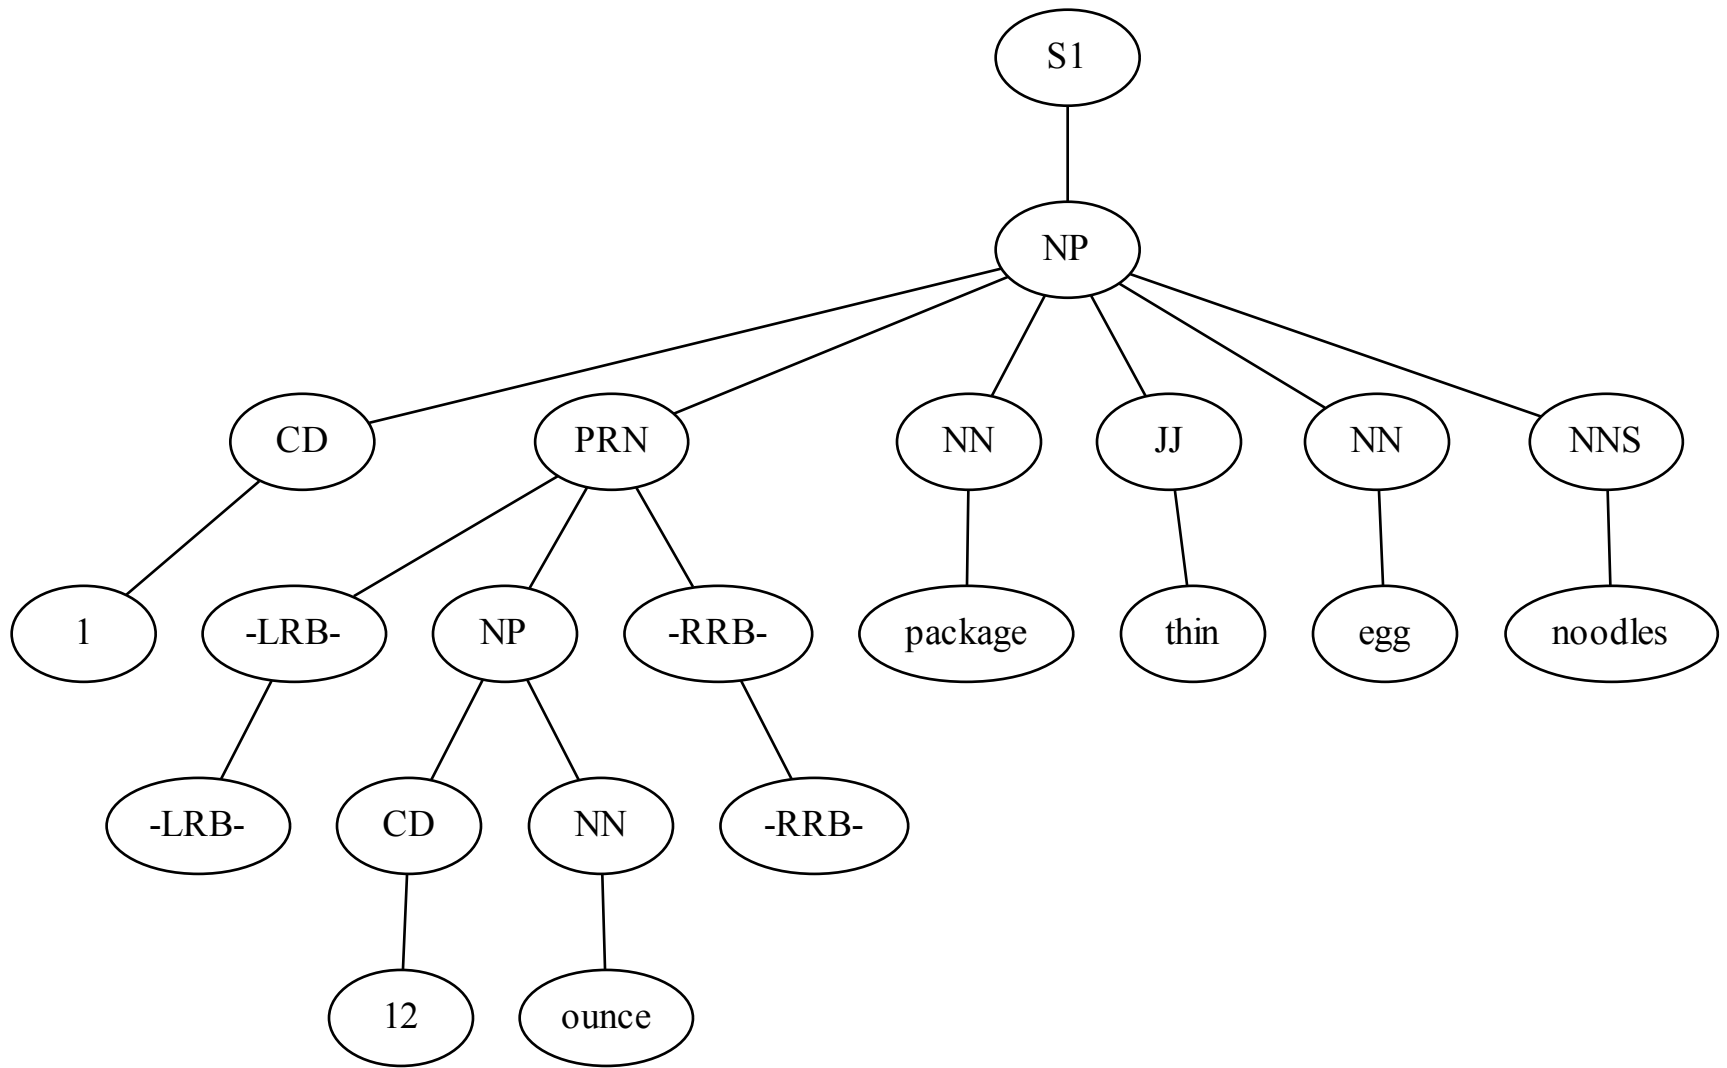 S1
NP
CD PRN NN JJ NN NNS
1 -LRB- NP -RRB- package thin egg noodles
-LRB- CD NN -RRB-
12 ounce